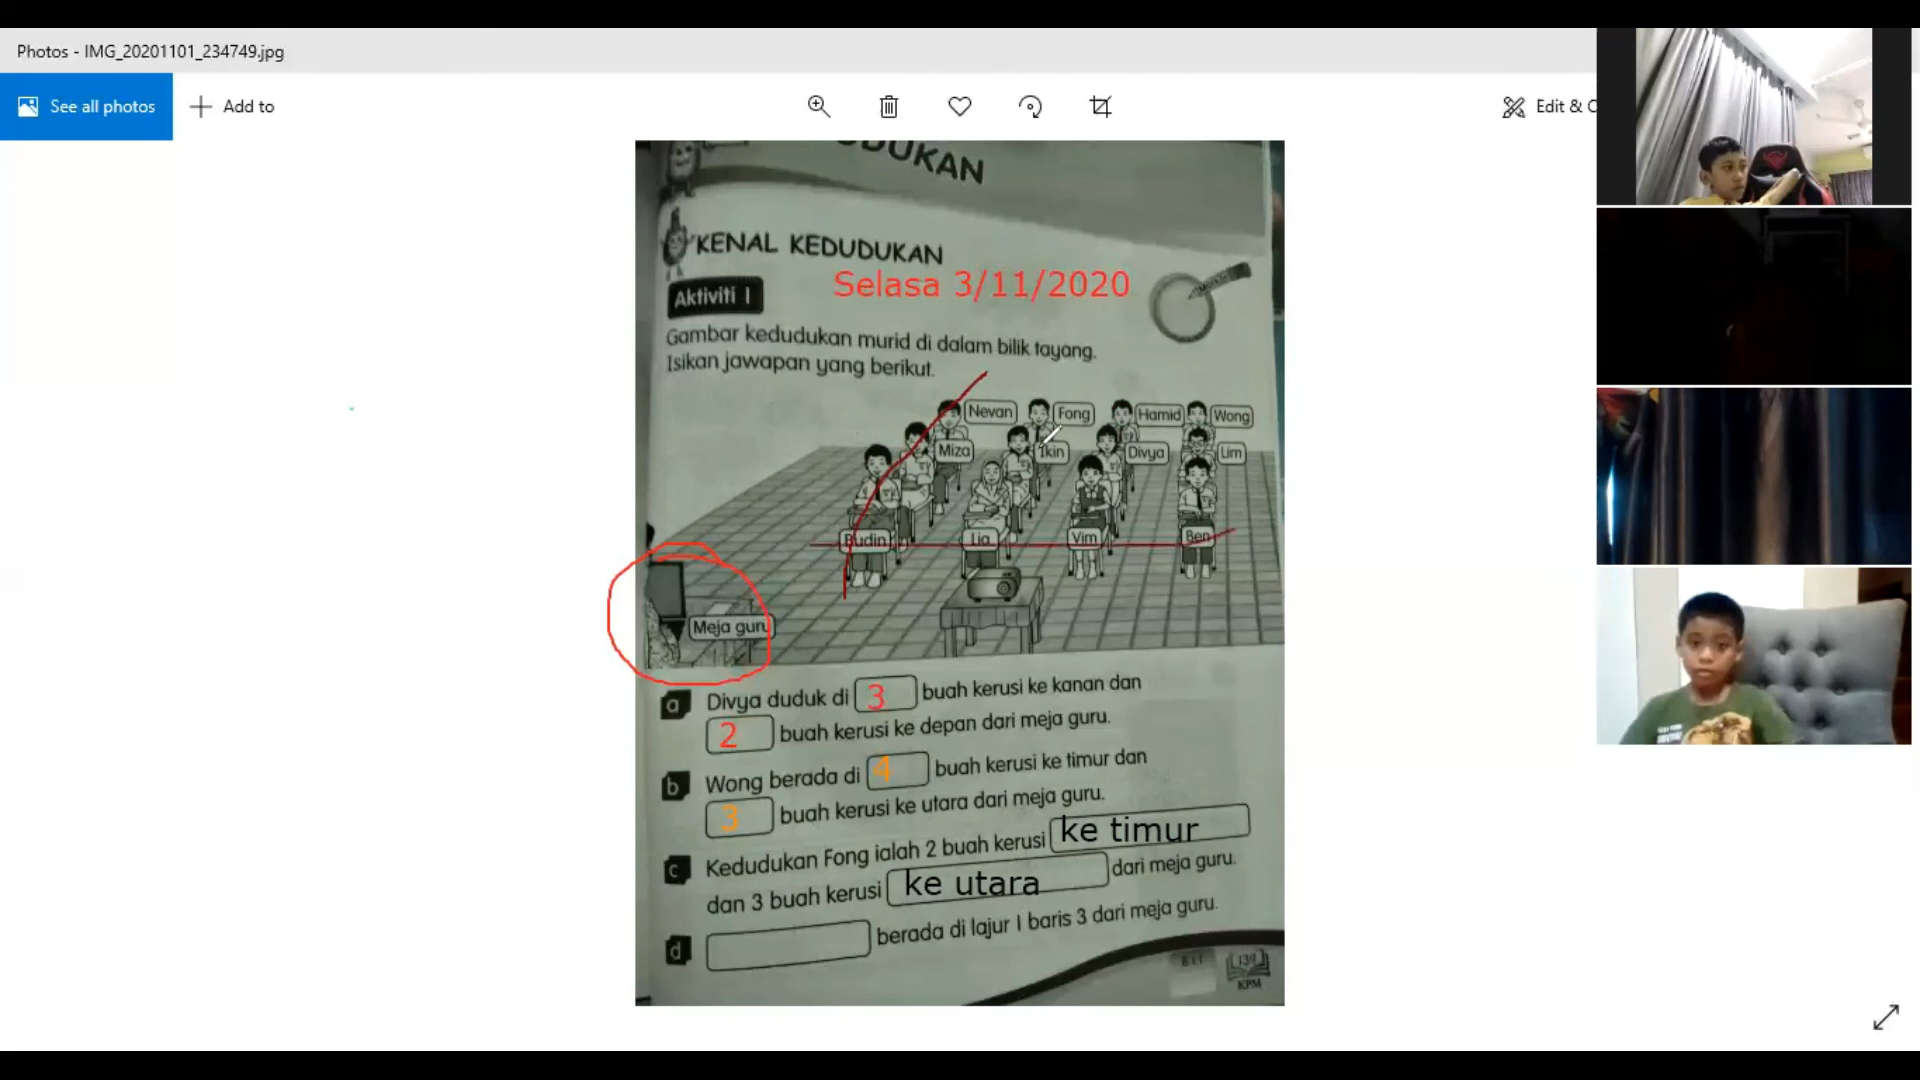 Photos - IMG_20201101_234749.jpg
See all photos
Add to
KENAL KEDUDUKAN
Selasa 3/11/2020
Aktiviti 1
Gambar kedudukan murid di dalam bilik tayang.
Isikan jawapan yang berikut.
Nevan Fong Hamid Wong
Miza Ikin Divya Lim
Budin Lia Vim Ben
Meja guru
a Divya duduk di 3 buah kerusi ke kanan dan
2 buah kerusi ke depan dari meja guru.
b Wong berada di 4 buah kerusi ke timur dan
3 buah kerusi ke utara dari meja guru.
c Kedudukan Fong ialah 2 buah kerusi ke timur
dan 3 buah kerusi ke utara dari meja guru.
d berada di lajur 1 baris 3 dari meja guru.
KPM